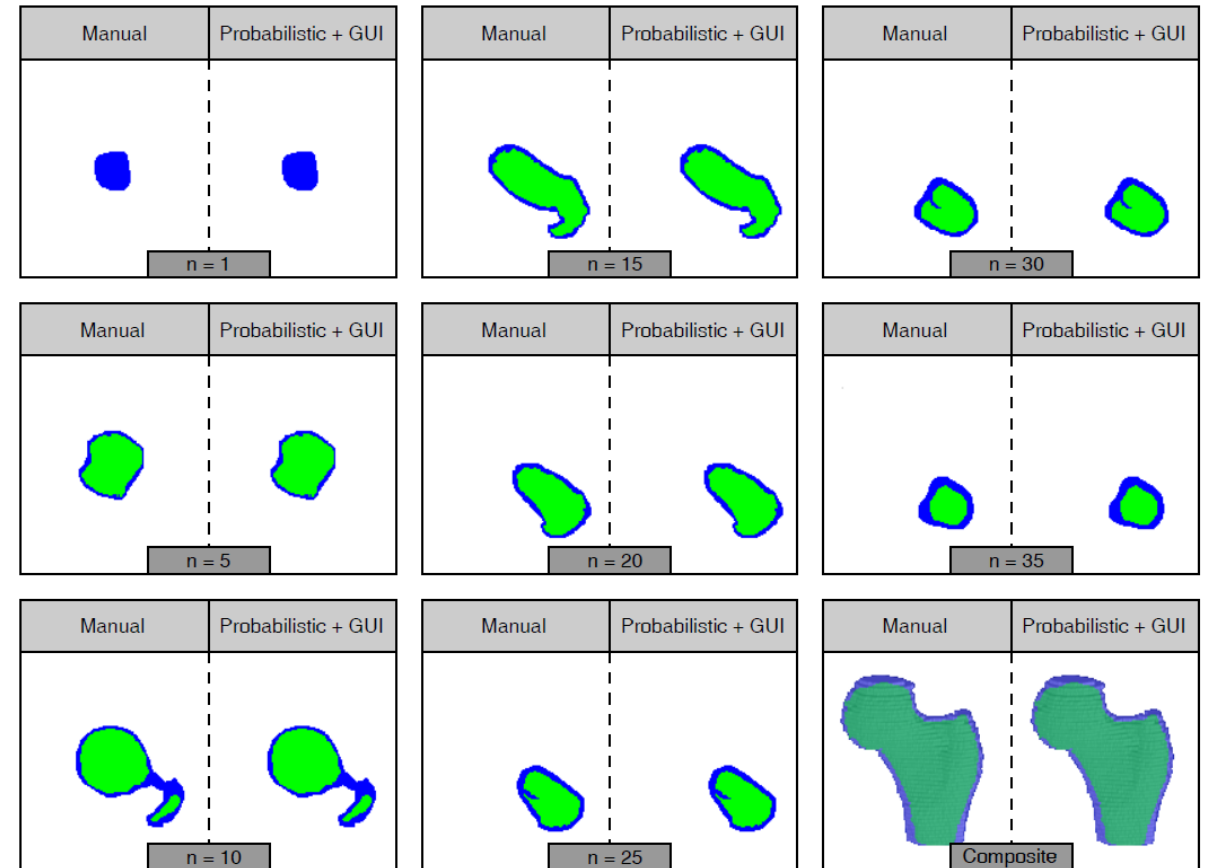 Manual Probabilistic + GUI
n = 1
Manual Probabilistic + GUI
n = 15
Manual Probabilistic + GUI
n = 30
Manual Probabilistic + GUI
n = 5
Manual Probabilistic + GUI
n = 20
Manual Probabilistic + GUI
n = 35
Manual Probabilistic + GUI
n = 10
Manual Probabilistic + GUI
n = 25
Manual Probabilistic + GUI
Composite